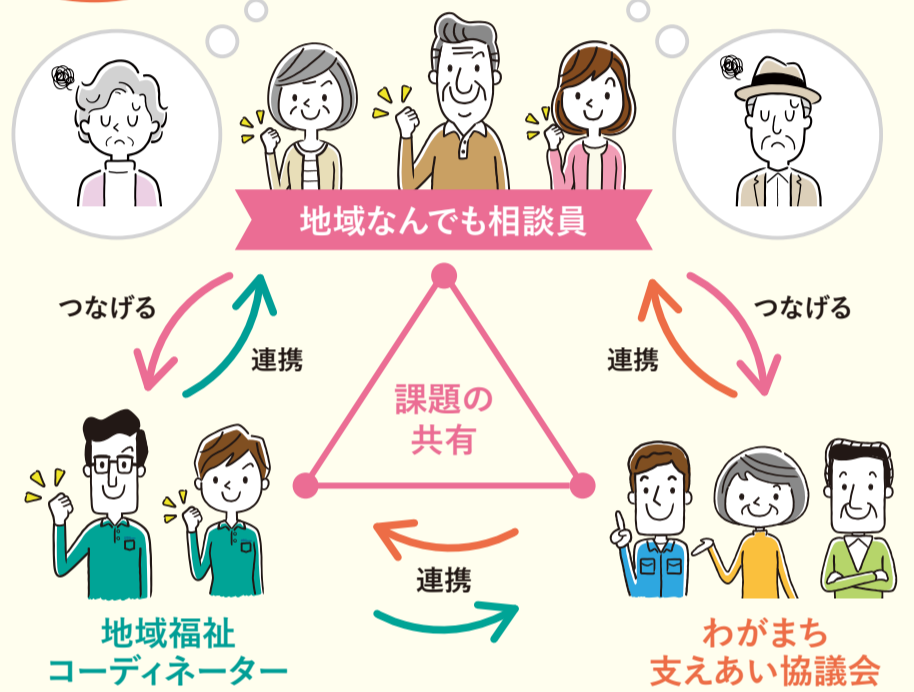 地域なんでも相談員
つなげる
連携
連携
つなげる
課題の
共有
連携
地域福祉
コーディネーター
わがまち
支えあい協議会